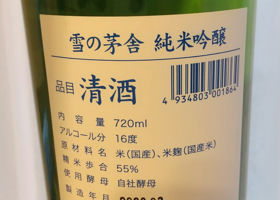 雪の茅舎 純米吟醸
品目 清酒
4 934803 001864
内容量 720ml
アルコール分 16度
原材料名 米(国産)、米麹(国産米)
精米歩合 55%
使用酵母 自社酵母
製造年月